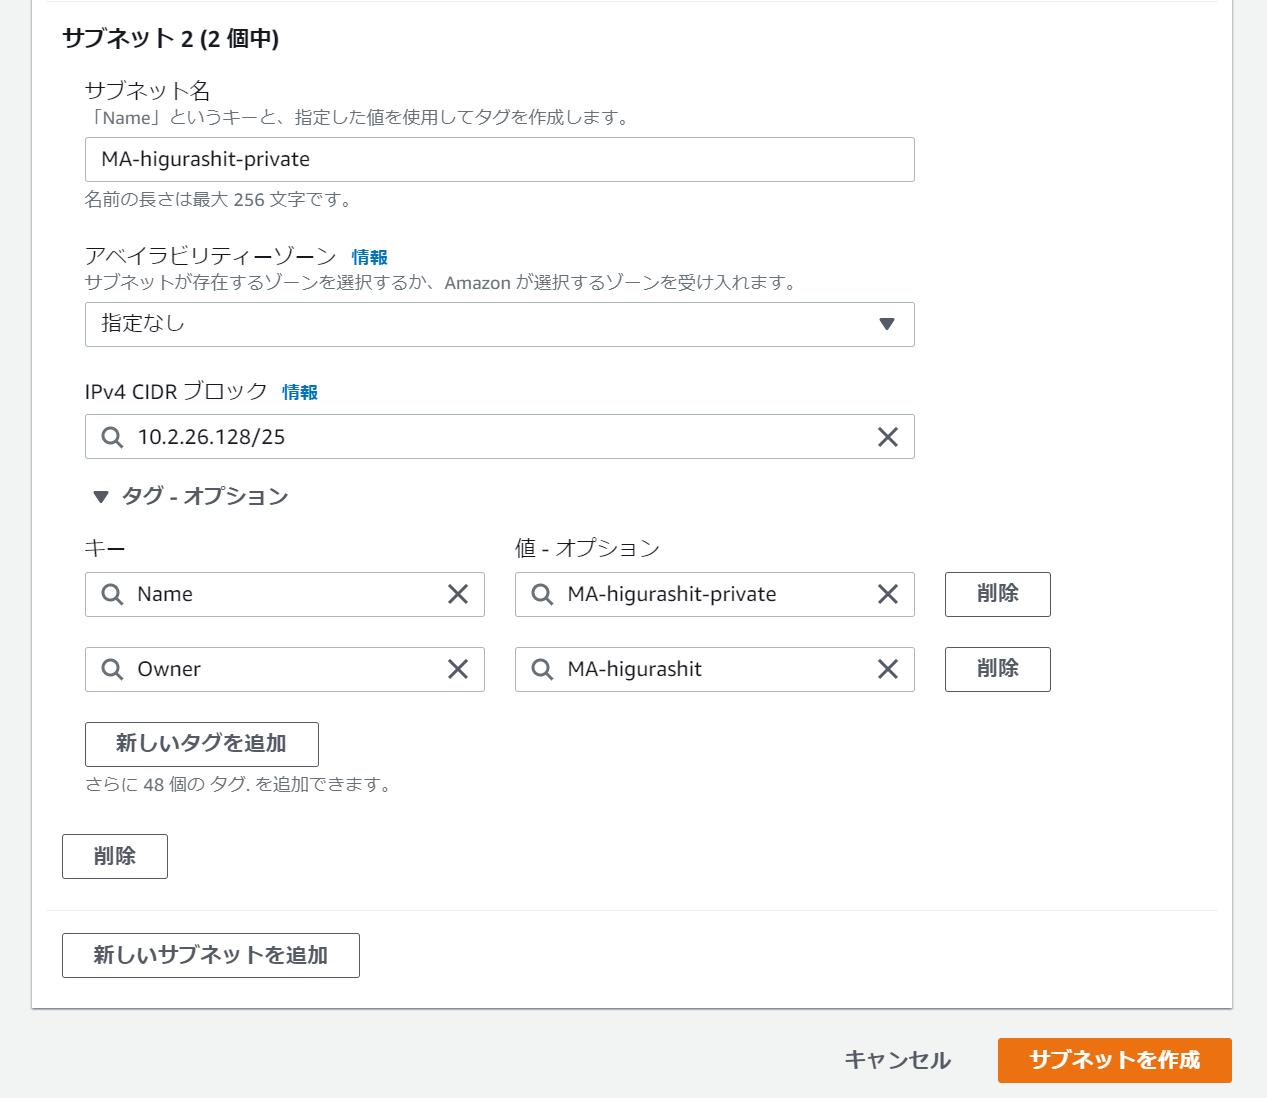 サブネット 2 (2 個中)
サブネット名
「Name」というキーと、指定した値を使用してタグを作成します。
MA-higurashit-private
名前の長さは最大 256 文字です。
アベイラビリティーゾーン 情報
サブネットが存在するゾーンを選択するか、Amazon が選択するゾーンを受け入れます。
指定なし
IPv4 CIDR ブロック 情報
10.2.26.128/25
タグ - オプション
キー 値 - オプション
Name MA-higurashit-private 削除
Owner MA-higurashit 削除
新しいタグを追加
さらに 48 個の タグ. を追加できます。
削除
新しいサブネットを追加
キャンセル サブネットを作成